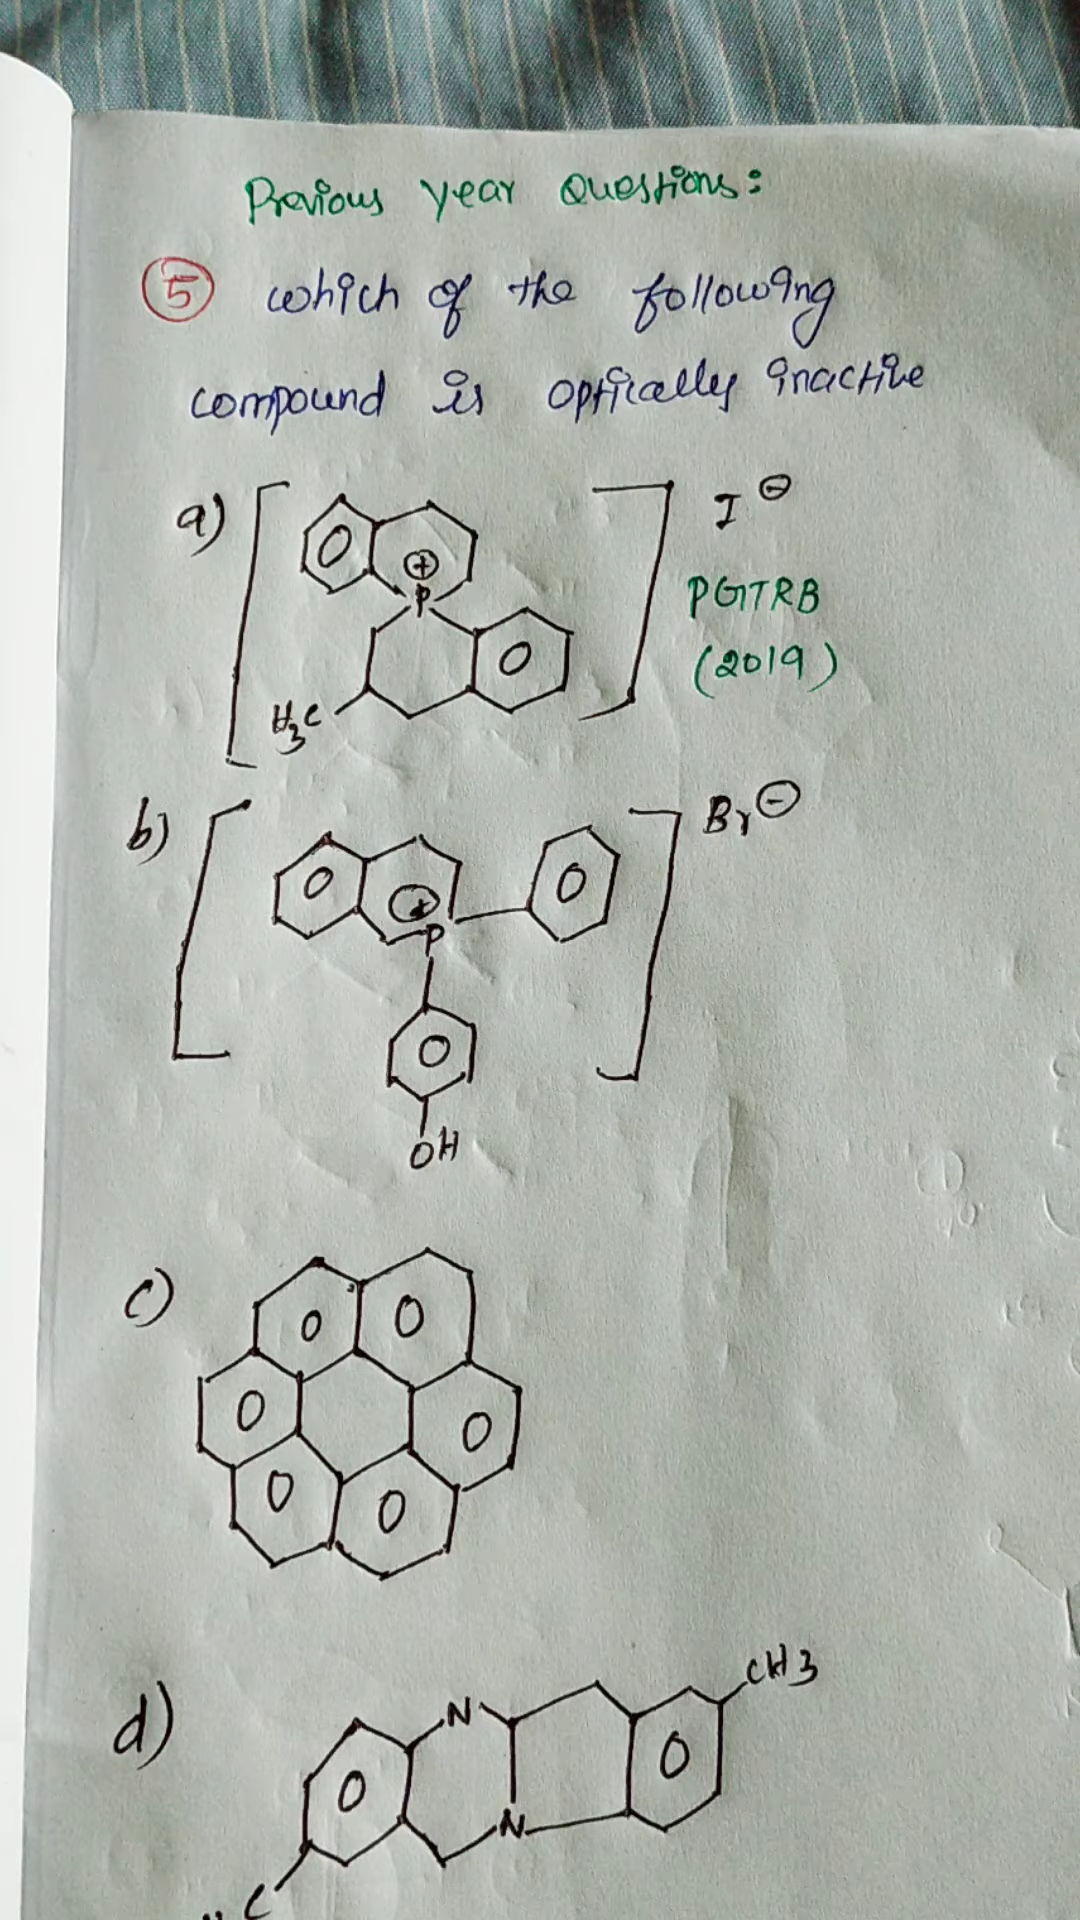 Previous year Questions:
5 which of the following
compound is optically inactive
a) I⊖
⊕
P
PGTRB
(2019)
H3C
b) Br⊖
⊕
P
OH
c)
d)
CH3
N
N
C